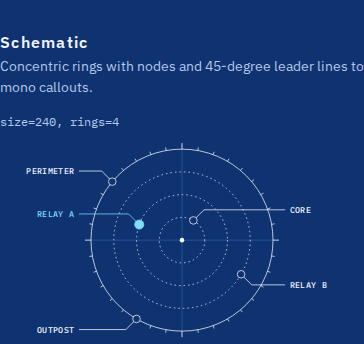 Schematic
Concentric rings with nodes and 45-degree leader lines to
mono callouts.
size=240, rings=4
PERIMETER
RELAY A
CORE
RELAY B
OUTPOST